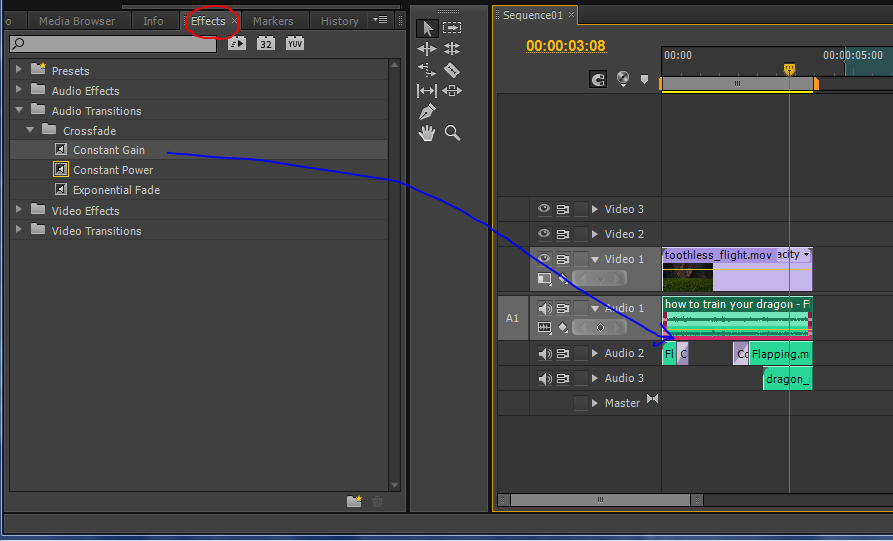 o Media Browser Info Effects × Markers History
32 YUV
Presets
Audio Effects
Audio Transitions
Crossfade
Constant Gain
Constant Power
Exponential Fade
Video Effects
Video Transitions
Sequence01 ×
00:00:03:08
00:00 00:00:05:00
Video 3
Video 2
Video 1 toothless_flight.mov acity
A1 Audio 1 how to train your dragon - F
Audio 2 Fl C Co Flapping.m
Audio 3 dragon_
Master